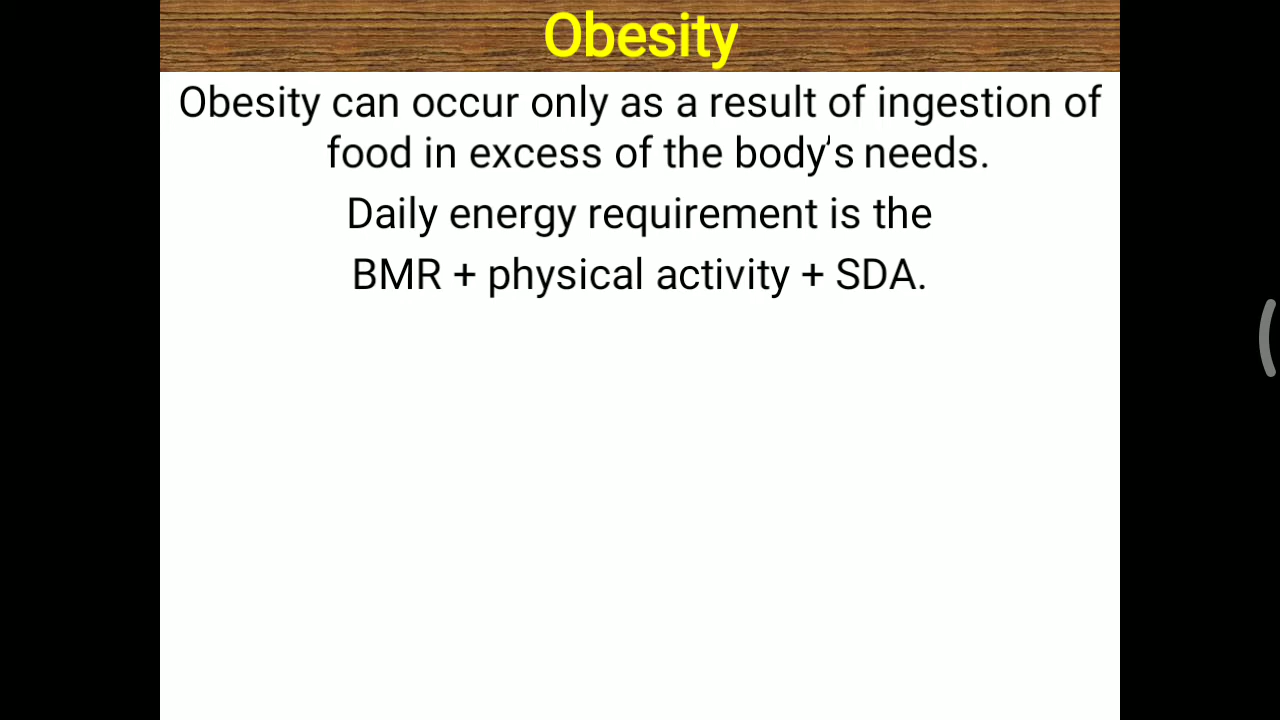 Obesity
Obesity can occur only as a result of ingestion of
food in excess of the body's needs.
Daily energy requirement is the
BMR + physical activity + SDA.